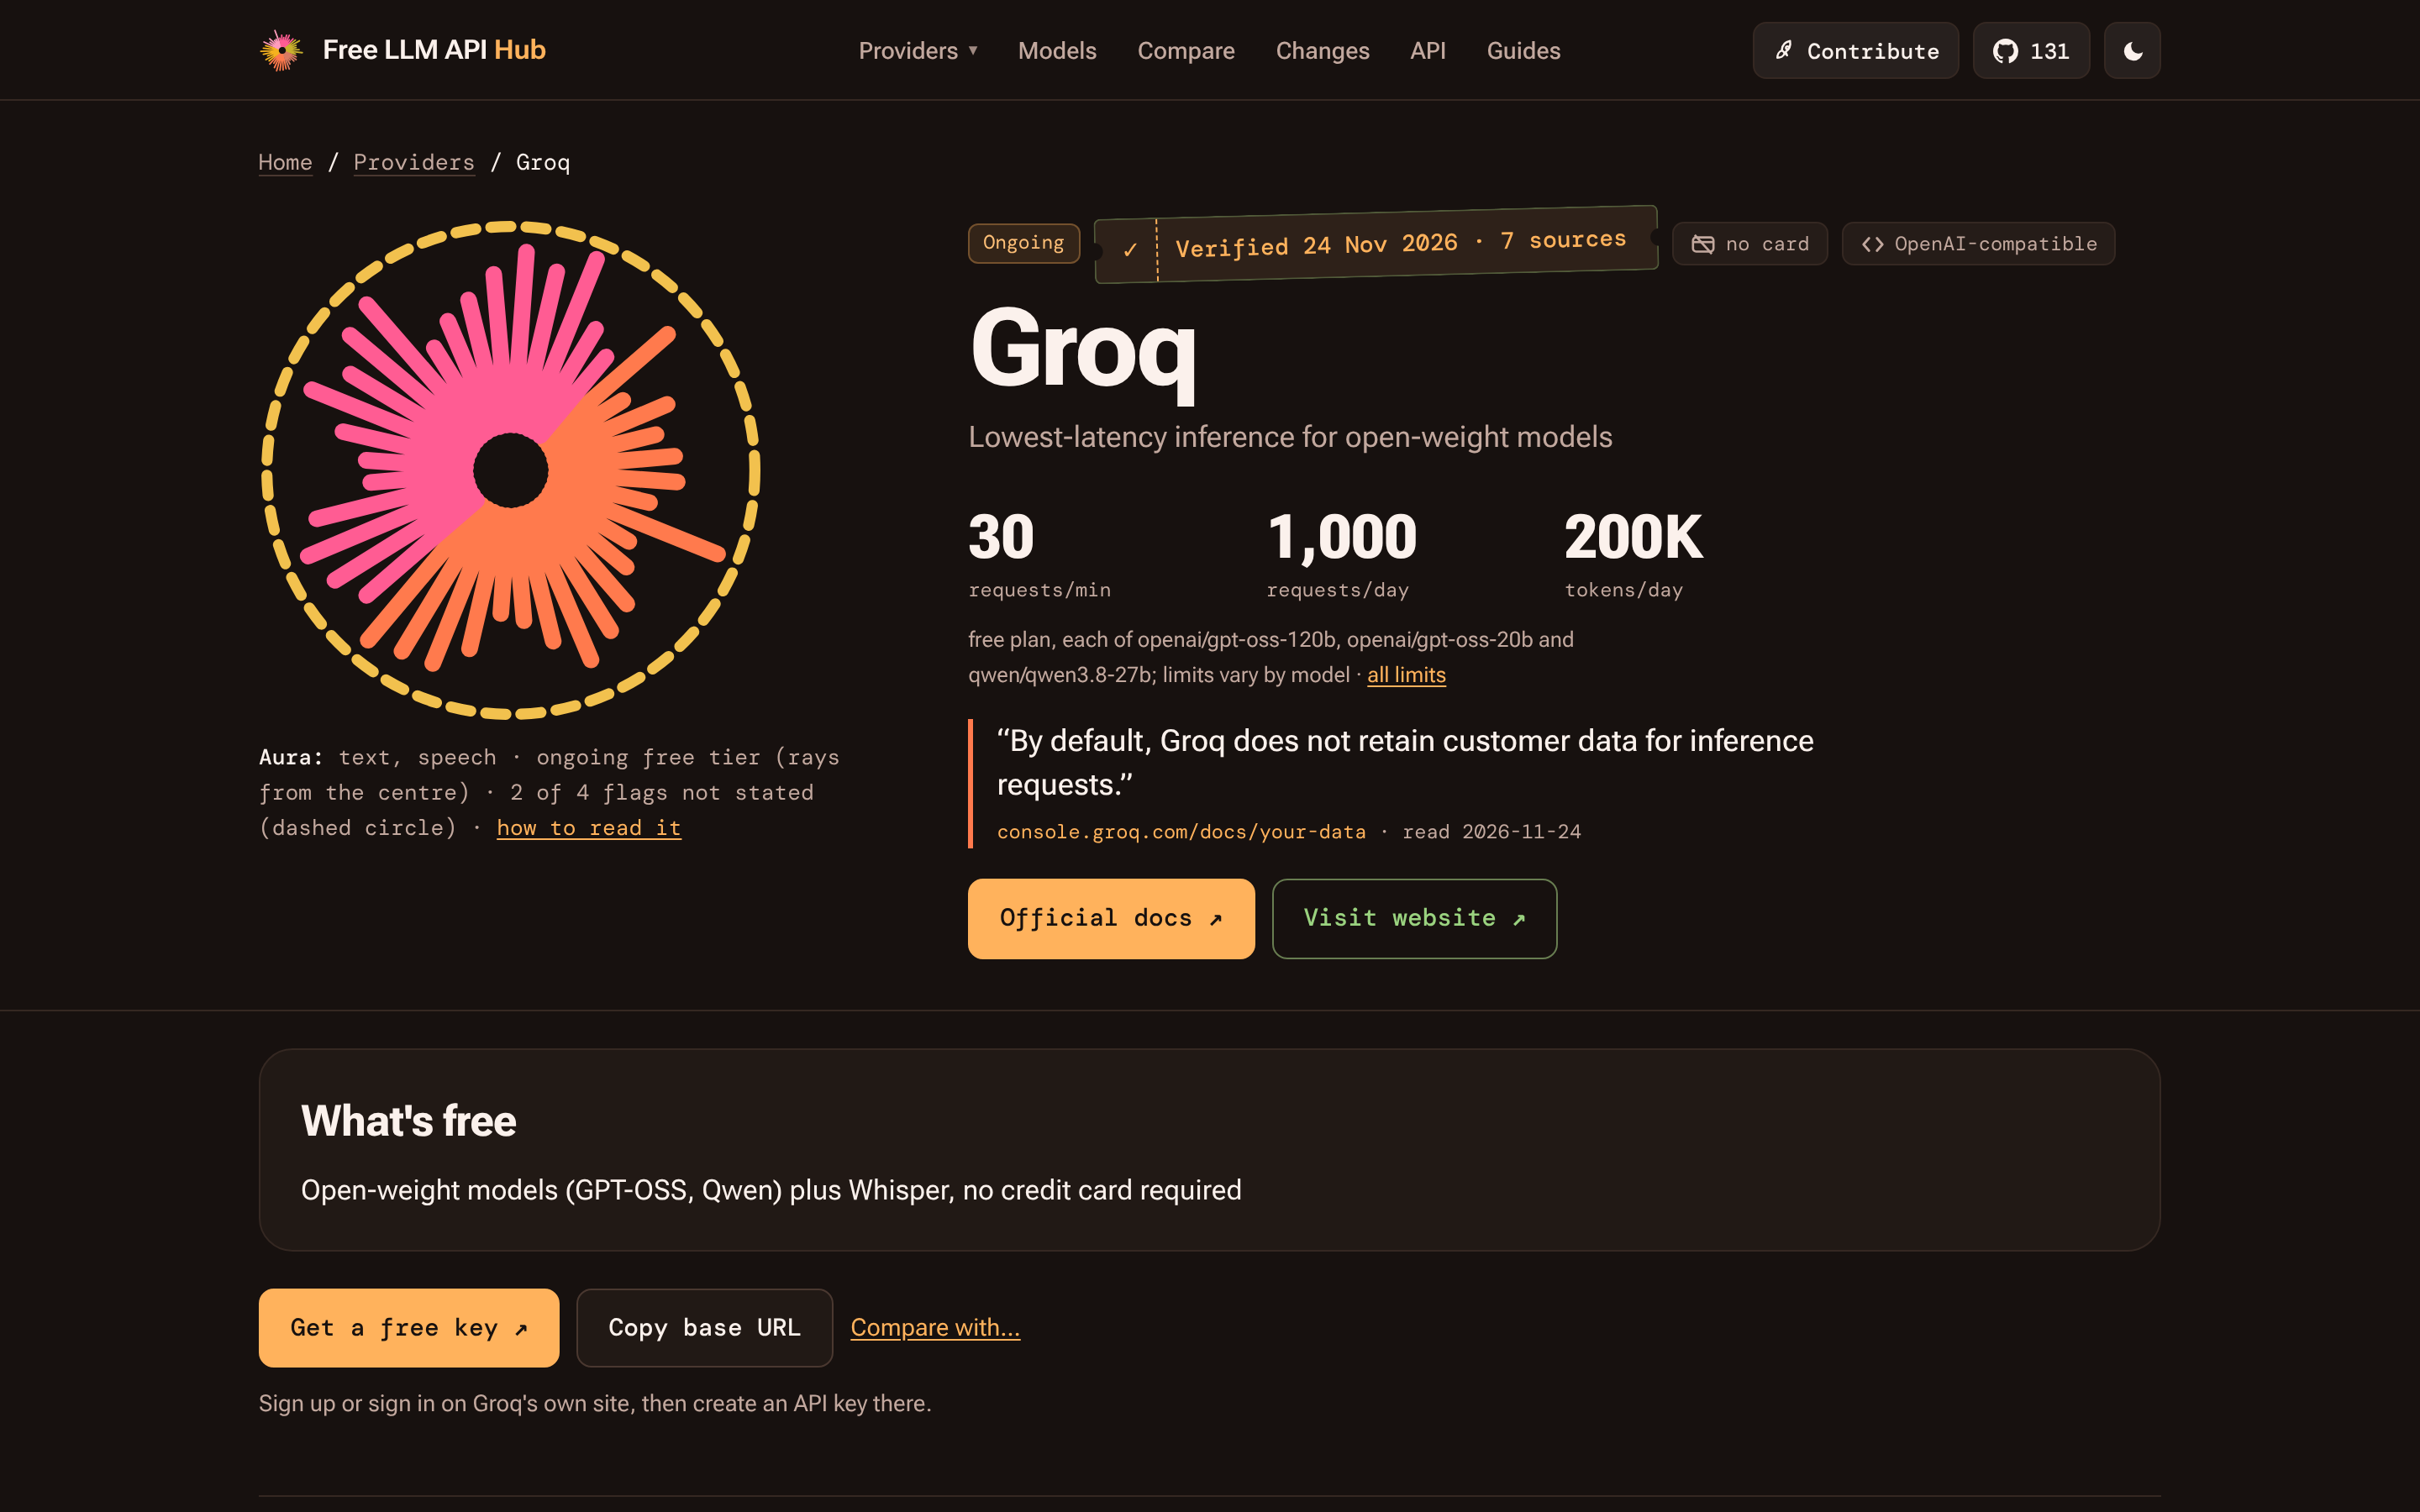 Free LLM API Hub
Providers ▾ Models Compare Changes API Guides
Contribute 131
Home / Providers / Groq
Ongoing ✓ Verified 24 Nov 2026 · 7 sources no card OpenAI-compatible
Groq
Lowest-latency inference for open-weight models
30 1,000 200K
requests/min requests/day tokens/day
free plan, each of openai/gpt-oss-120b, openai/gpt-oss-20b and
qwen/qwen3.8-27b; limits vary by model · all limits
“By default, Groq does not retain customer data for inference
requests.”
console.groq.com/docs/your-data · read 2026-11-24
Official docs ↗ Visit website ↗
Aura: text, speech · ongoing free tier (rays
from the centre) · 2 of 4 flags not stated
(dashed circle) · how to read it
What's free
Open-weight models (GPT-OSS, Qwen) plus Whisper, no credit card required
Get a free key ↗ Copy base URL Compare with...
Sign up or sign in on Groq's own site, then create an API key there.